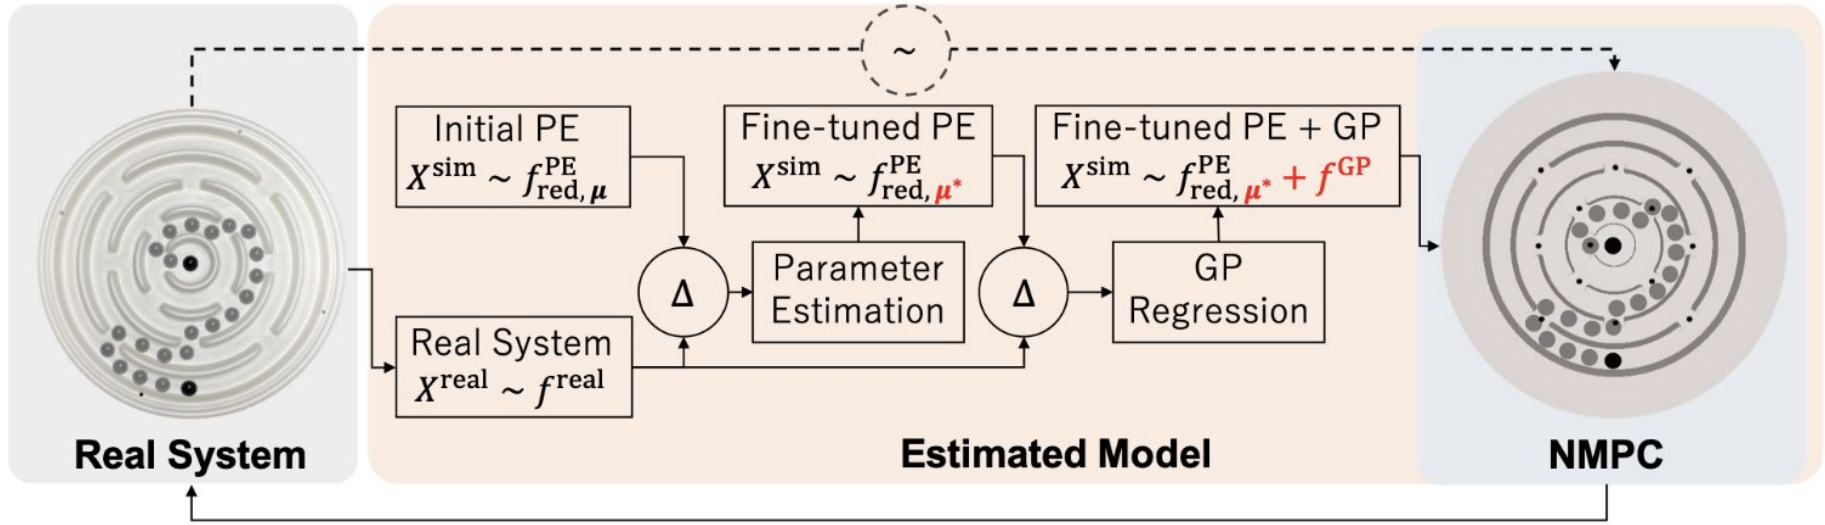 ~
Initial PE
X^sim ~ f^PE_red, μ
Fine-tuned PE
X^sim ~ f^PE_red, μ*
Fine-tuned PE + GP
X^sim ~ f^PE_red, μ* + f^GP
Δ
Parameter
Estimation
Δ
GP
Regression
Real System
X^real ~ f^real
Real System
Estimated Model
NMPC